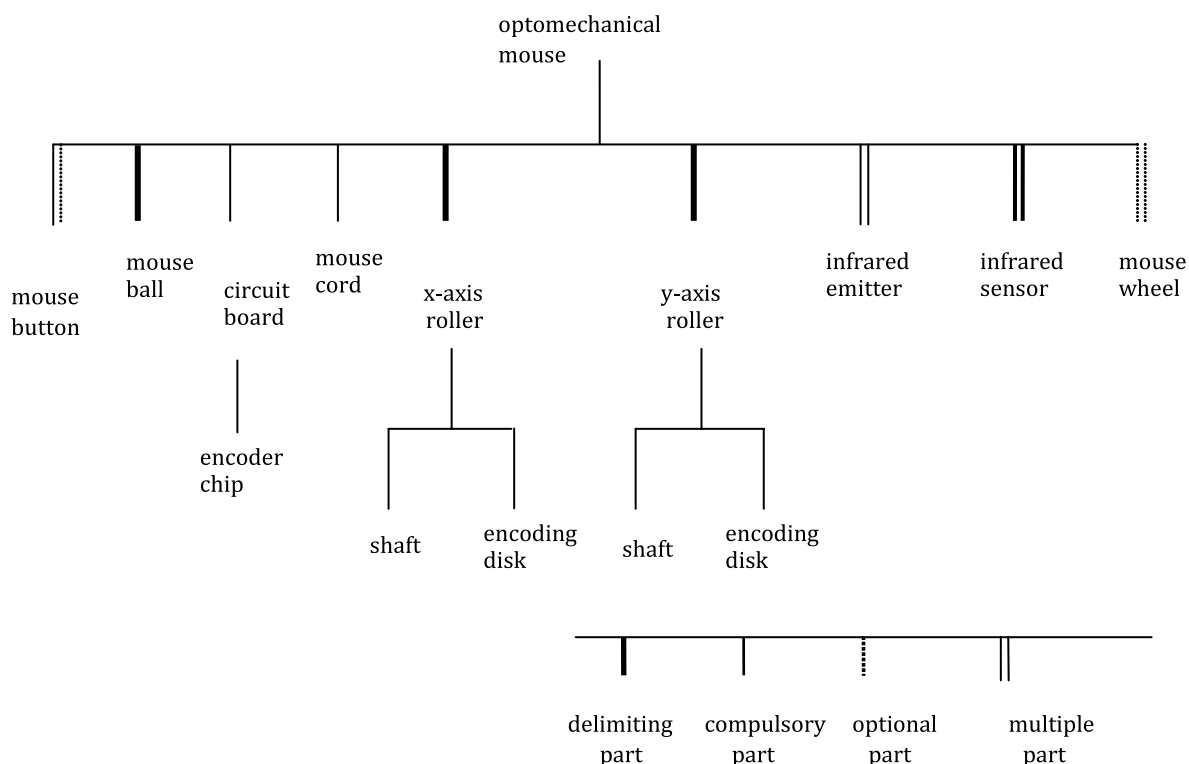 optomechanical
mouse
mouse
button
mouse
ball
circuit
board
mouse
cord
x-axis
roller
y-axis
roller
infrared
emitter
infrared
sensor
mouse
wheel
encoder
chip
shaft
encoding
disk
shaft
encoding
disk
delimiting
part
compulsory
part
optional
part
multiple
part